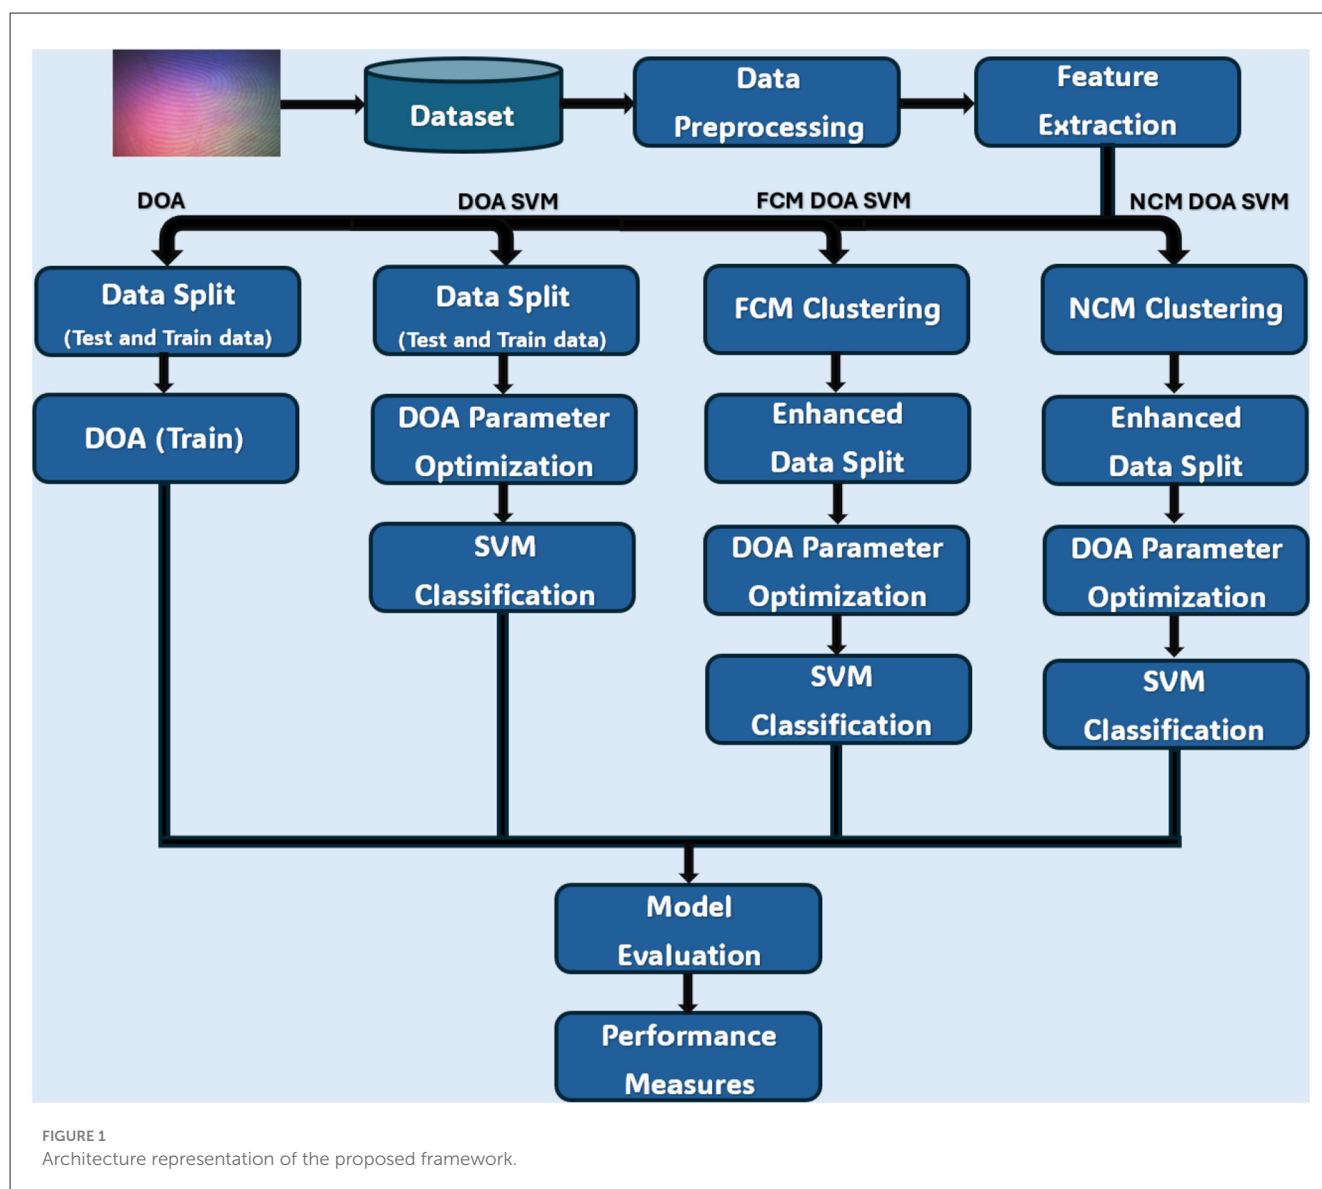 Dataset
Data
Preprocessing
Feature
Extraction
DOA
DOA SVM
FCM DOA SVM
NCM DOA SVM
Data Split
(Test and Train data)
Data Split
(Test and Train data)
FCM Clustering
NCM Clustering
DOA (Train)
DOA Parameter
Optimization
Enhanced
Data Split
Enhanced
Data Split
SVM
Classification
DOA Parameter
Optimization
DOA Parameter
Optimization
SVM
Classification
SVM
Classification
Model
Evaluation
Performance
Measures
FIGURE 1
Architecture representation of the proposed framework.